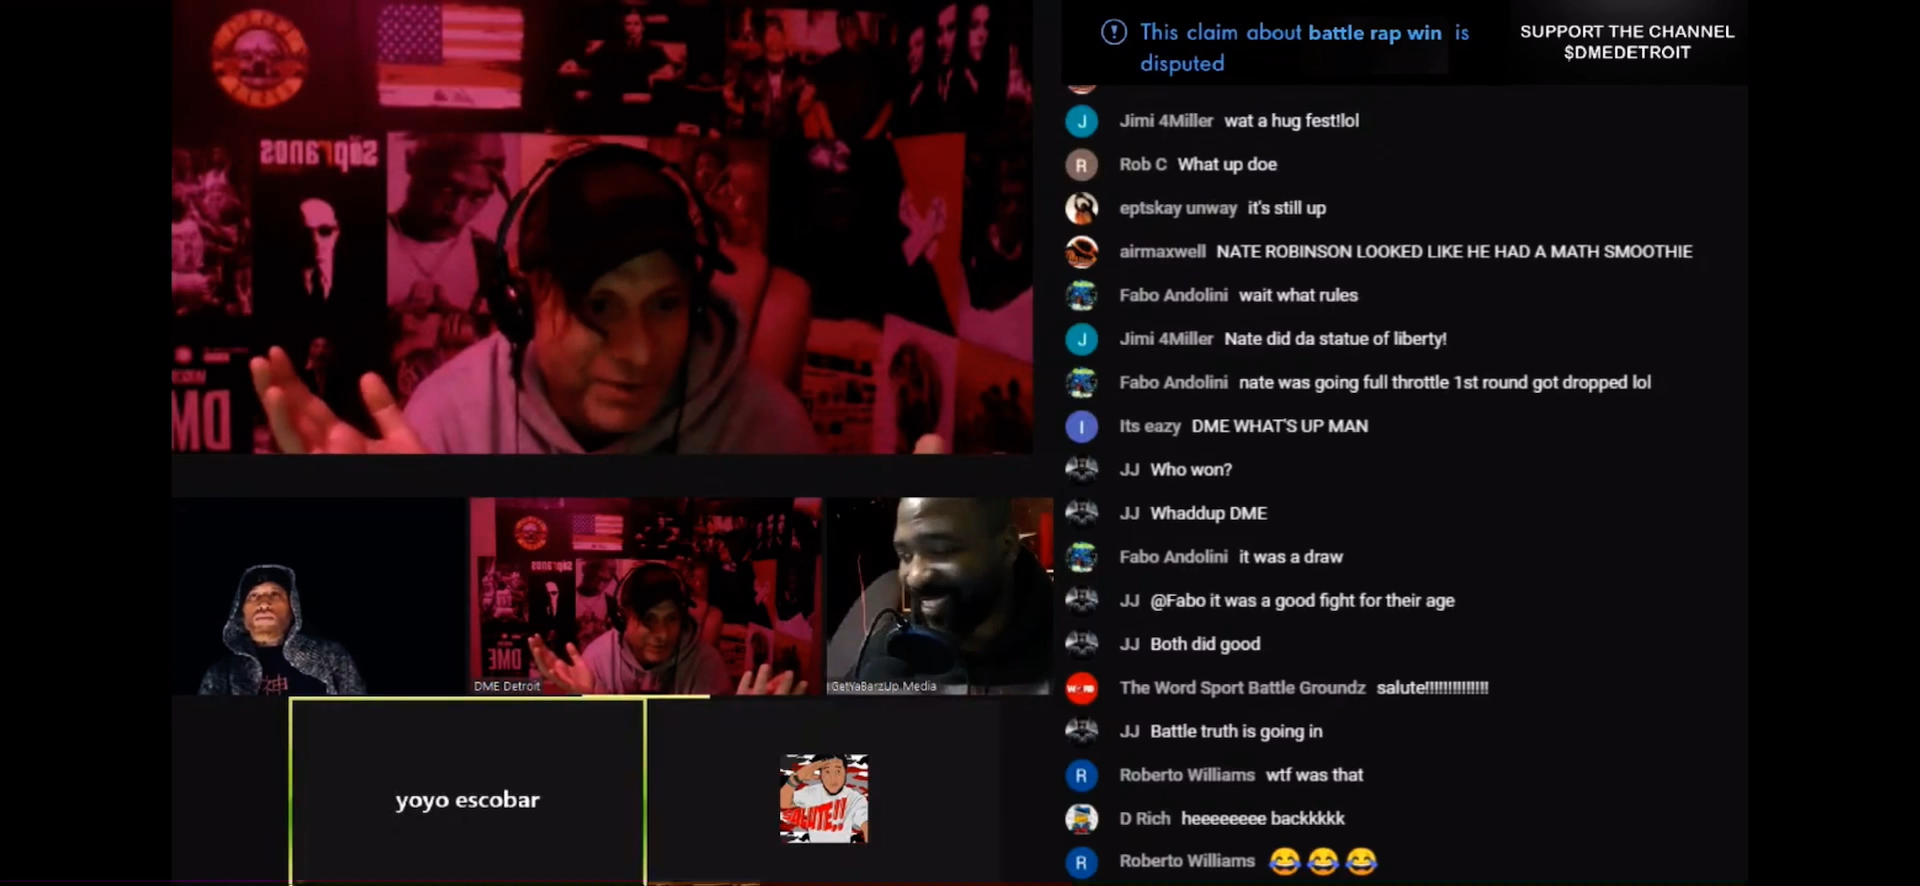 This claim about battle rap win is
disputed
SUPPORT THE CHANNEL
$DMEDETROIT
Jimi 4Miller wat a hug fest!lol
Rob C What up doe
eptskay unway it's still up
airmaxwell NATE ROBINSON LOOKED LIKE HE HAD A MATH SMOOTHIE
Fabo Andolini wait what rules
Jimi 4Miller Nate did da statue of liberty!
Fabo Andolini nate was going full throttle 1st round got dropped lol
Its eazy DME WHAT'S UP MAN
JJ Who won?
JJ Whaddup DME
Fabo Andolini it was a draw
JJ @Fabo it was a good fight for their age
JJ Both did good
The Word Sport Battle Groundz salute!!!!!!!!!!!!!!
JJ Battle truth is going in
Roberto Williams wtf was that
D Rich heeeeeeee backkkkk
Roberto Williams 😂😂😂
Sopranos
DME
DME
DME Detroit
GetYaBarzUp Media
yoyo escobar
SALUTE!!